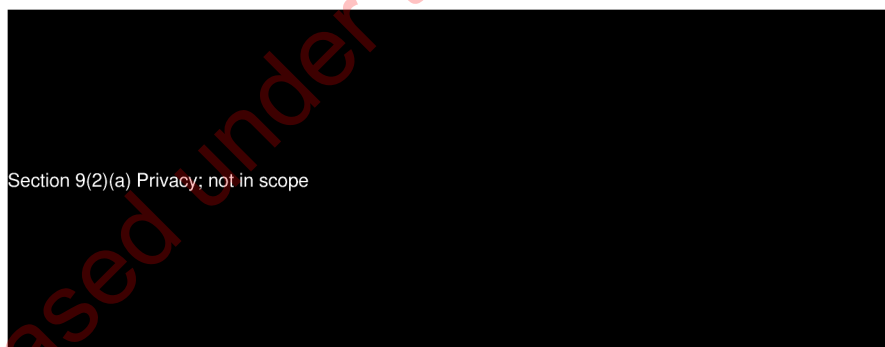 Section 9(2)(a) Privacy; not in scope
ased under